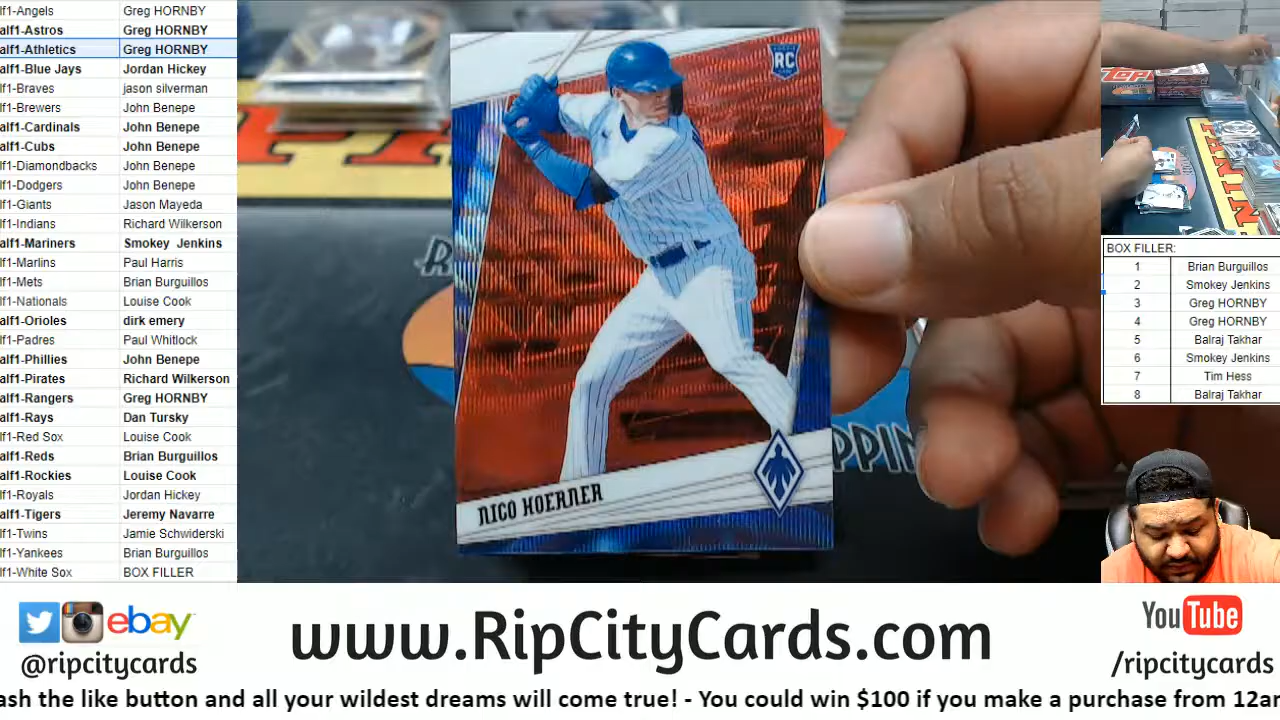 lf1-Angels Greg HORNBY
alf1-Astros Greg HORNBY
alf1-Athletics Greg HORNBY
alf1-Blue Jays Jordan Hickey
lf1-Braves jason silverman
lf1-Brewers John Benepe
alf1-Cardinals John Benepe
alf1-Cubs John Benepe
lf1-Diamondbacks John Benepe
lf1-Dodgers John Benepe
lf1-Giants Jason Mayeda
lf1-Indians Richard Wilkerson
alf1-Mariners Smokey Jenkins
lf1-Marlins Paul Harris
lf1-Mets Brian Burguillos
lf1-Nationals Louise Cook
alf1-Orioles dirk emery
lf1-Padres Paul Whitlock
alf1-Phillies John Benepe
alf1-Pirates Richard Wilkerson
alf1-Rangers Greg HORNBY
alf1-Rays Dan Tursky
lf1-Red Sox Louise Cook
alf1-Reds Brian Burguillos
alf1-Rockies Louise Cook
lf1-Royals Jordan Hickey
alf1-Tigers Jeremy Navarre
lf1-Twins Jamie Schwiderski
lf1-Yankees Brian Burguillos
lf1-White Sox BOX FILLER
RC
NICO HOERNER
PPIN
BOX FILLER:
1 Brian Burguillos
2 Smokey Jenkins
3 Greg HORNBY
4 Greg HORNBY
5 Balraj Takhar
6 Smokey Jenkins
7 Tim Hess
8 Balraj Takhar
ebay
@ripcitycards
www.RipCityCards.com
YouTube
/ripcitycards
ash the like button and all your wildest dreams will come true! - You could win $100 if you make a purchase from 12am